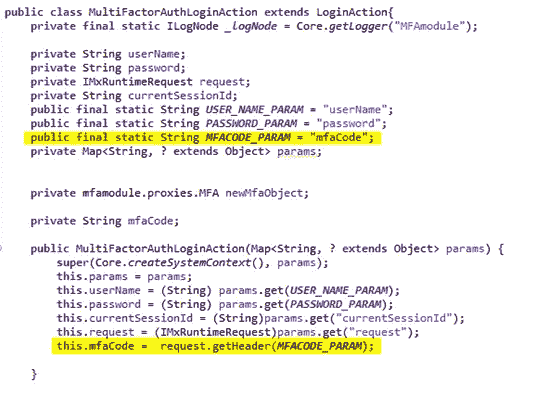 public class MultiFactorAuthLoginAction extends LoginAction{
private final static ILogNode _logNode = Core.getLogger("MFAmodule");
private String userName;
private String password;
private IMxRuntimeRequest request;
private String currentSessionId;
public final static String USER_NAME_PARAM = "userName";
public final static String PASSWORD_PARAM = "password";
public final static String MFACODE_PARAM = "mfaCode";
private Map<String, ? extends Object> params;
private mfamodule.proxies.MFA newMfaObject;
private String mfaCode;
public MultiFactorAuthLoginAction(Map<String, ? extends Object> params) {
super(Core.createSystemContext(), params);
this.params = params;
this.userName = (String) params.get(USER_NAME_PARAM);
this.password = (String) params.get(PASSWORD_PARAM);
this.currentSessionId = (String)params.get("currentSessionId");
this.request = (IMxRuntimeRequest)params.get("request");
this.mfaCode = request.getHeader(MFACODE_PARAM);
}